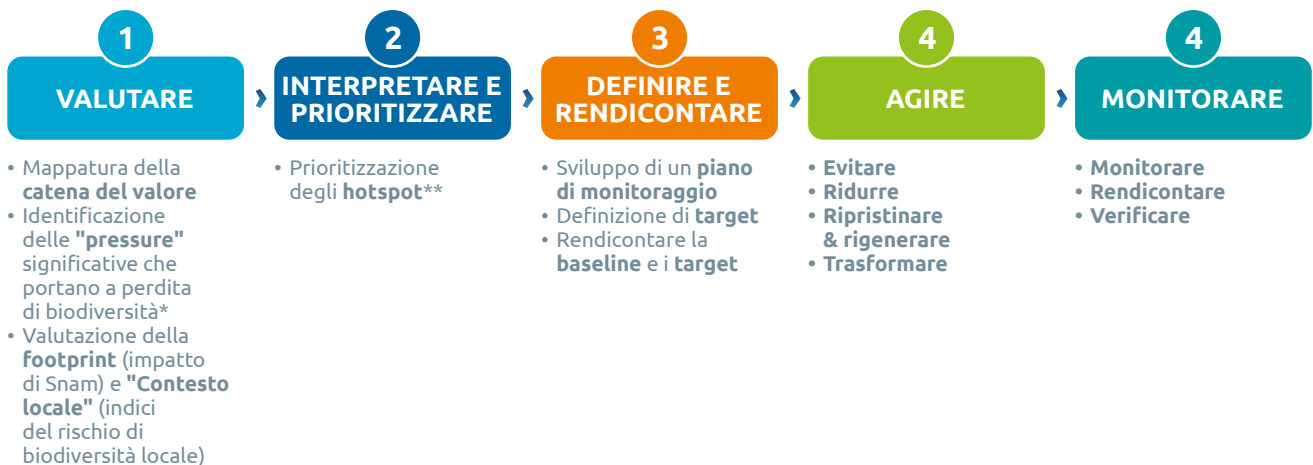 1
VALUTARE
• Mappatura della
catena del valore
• Identificazione
delle "pressure"
significative che
portano a perdita
di biodiversità*
• Valutazione della
footprint (impatto
di Snam) e "Contesto
locale" (indici
del rischio di
biodiversità locale)
2
INTERPRETARE E
PRIORITIZZARE
• Prioritizzazione
degli hotspot**
3
DEFINIRE E
RENDICONTARE
• Sviluppo di un piano
di monitoraggio
• Definizione di target
• Rendicontare la
baseline e i target
4
AGIRE
• Evitare
• Ridurre
• Ripristinare
& rigenerare
• Trasformare
4
MONITORARE
• Monitorare
• Rendicontare
• Verificare